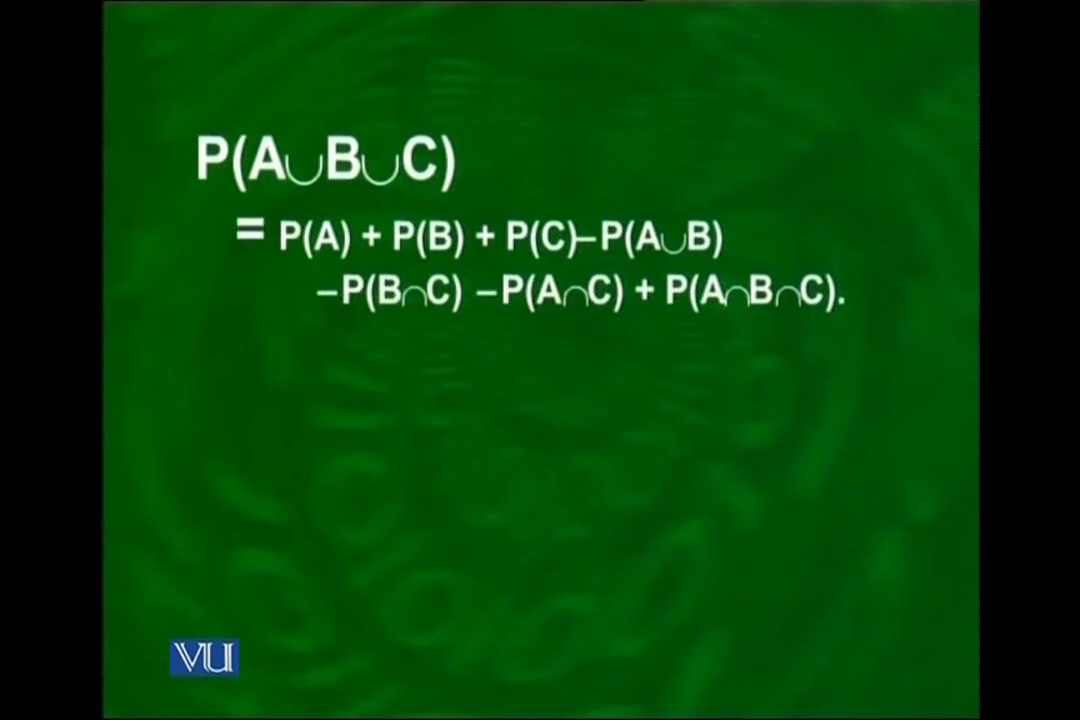 P(A∪B∪C)
= P(A) + P(B) + P(C)–P(A∪B)
–P(B∩C) –P(A∩C) + P(A∩B∩C).
VU